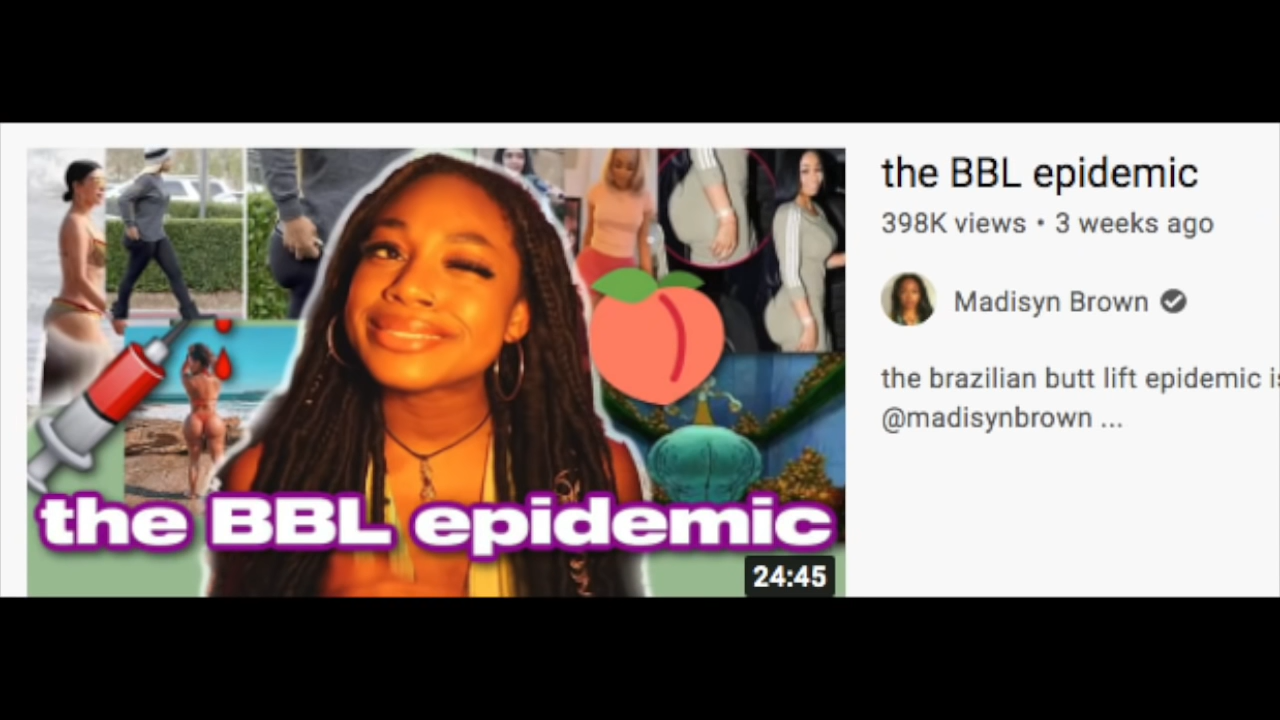 the BBL epidemic
24:45
the BBL epidemic
398K views • 3 weeks ago
Madisyn Brown
the brazilian butt lift epidemic is
@madisynbrown ...